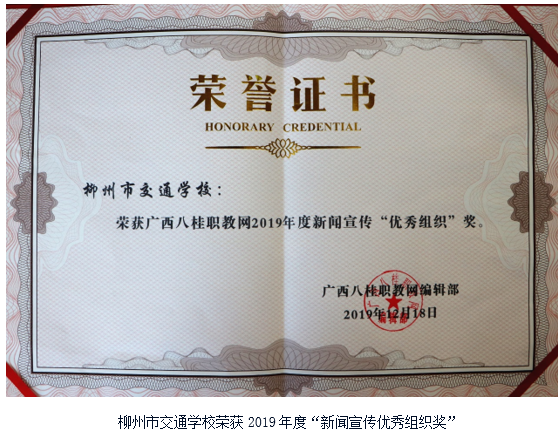 荣誉证书
HONORARY CREDENTIAL
柳州市交通学校：
荣获广西八桂职教网2019年度新闻宣传“优秀组织”奖。
广西八桂职教网编辑部
2019年12月18日
编辑部
柳州市交通学校荣获 2019 年度“新闻宣传优秀组织奖”